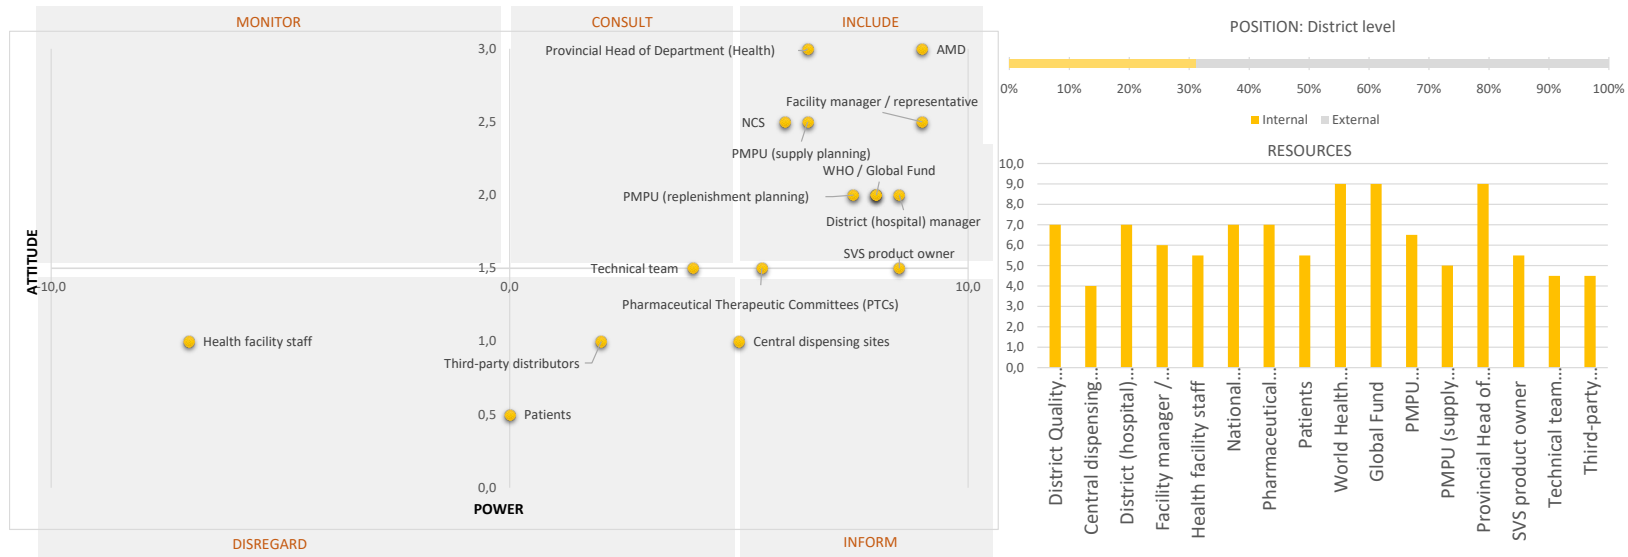 MONITOR
CONSULT
INCLUDE
3,0
Provincial Head of Department (Health)
AMD
Facility manager / representative
2,5
NCS
PMPU (supply planning)
WHO / Global Fund
2,0
PMPU (replenishment planning)
District (hospital) manager
SVS product owner
ATTITUDE
1,5
Technical team
-10,0
0,0
10,0
Pharmaceutical Therapeutic Committees (PTCs)
1,0
Health facility staff
Central dispensing sites
Third-party distributors
0,5
Patients
0,0
POWER
DISREGARD
INFORM
POSITION: District level
0%
10%
20%
30%
40%
50%
60%
70%
80%
90%
100%
Internal
External
RESOURCES
10,0
9,0
8,0
7,0
6,0
5,0
4,0
3,0
2,0
1,0
0,0
District Quality...
Central dispensing...
District (hospital)...
Facility manager /...
Health facility staff
National...
Pharmaceutical...
Patients
World Health...
Global Fund
PMPU...
PMPU (supply...
Provincial Head of...
SVS product owner
Technical team...
Third-party...